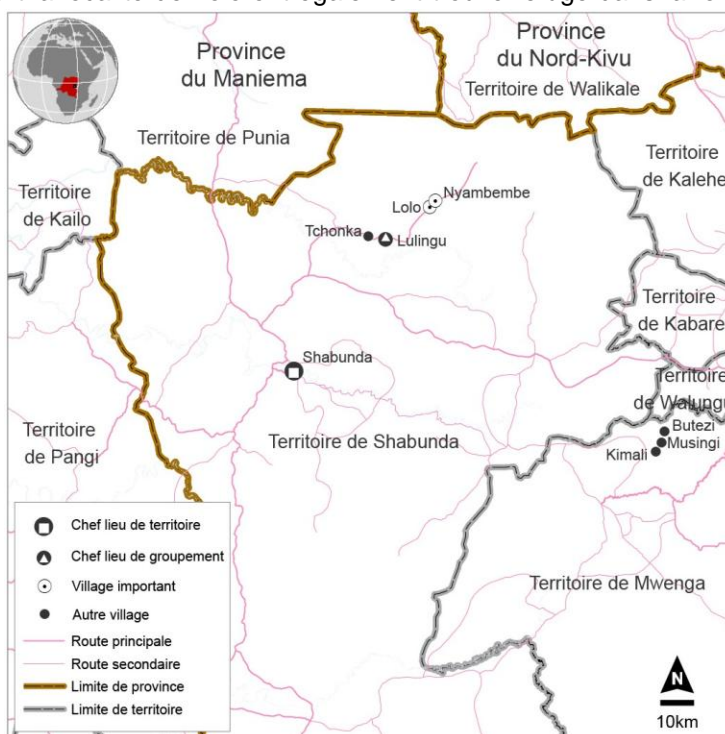 Province
du Maniema
Province
du Nord-Kivu
Territoire de Walikale
Territoire de Punia
Territoire
de Kalehe
Territoire
de Kailo
Nyambembe
Lolo
Tchonka
Lulingu
Territoire
de Kabare
Shabunda
Territoire
de Walungu
Butezi
Musingi
Kimali
Territoire
de Pangi
Territoire de Shabunda
Territoire de Mwenga
Chef lieu de territoire
Chef lieu de groupement
Village important
Autre village
Route principale
Route secondaire
Limite de province
Limite de territoire
N
10km